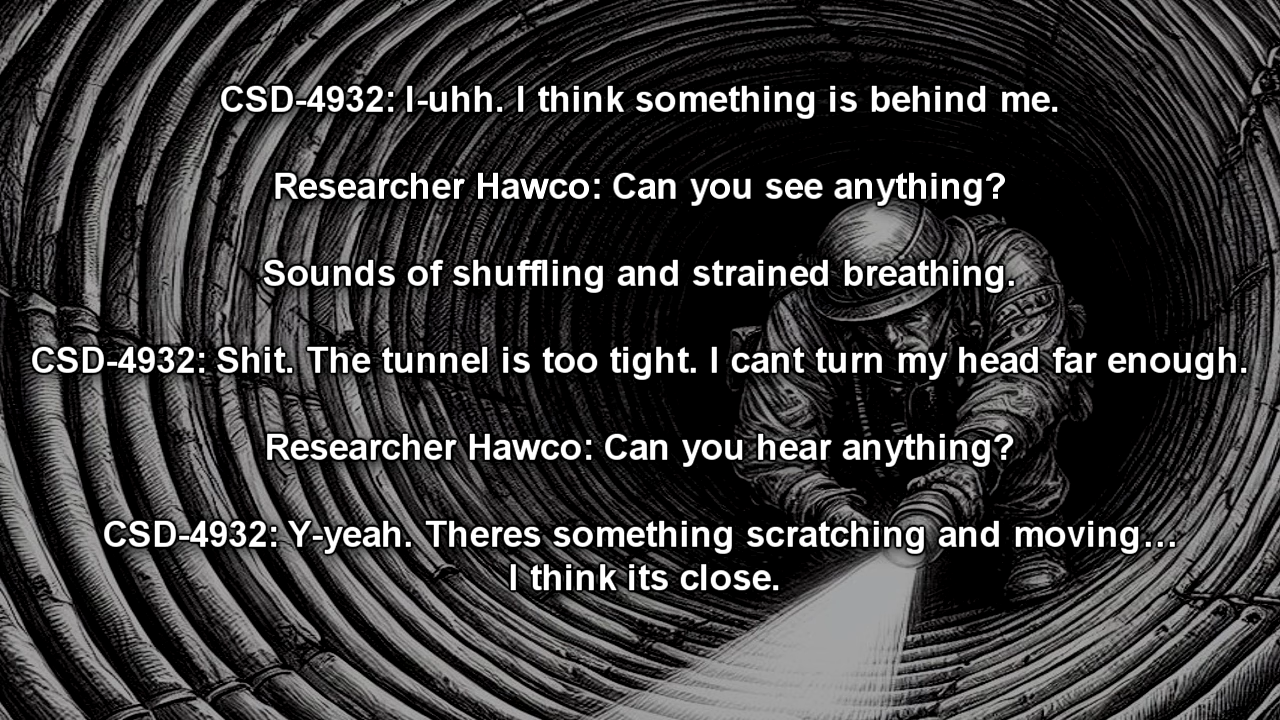 CSD-4932: I-uhh. I think something is behind me.
Researcher Hawco: Can you see anything?
Sounds of shuffling and strained breathing.
CSD-4932: Shit. The tunnel is too tight. I cant turn my head far enough.
Researcher Hawco: Can you hear anything?
CSD-4932: Y-yeah. Theres something scratching and moving...
I think its close.